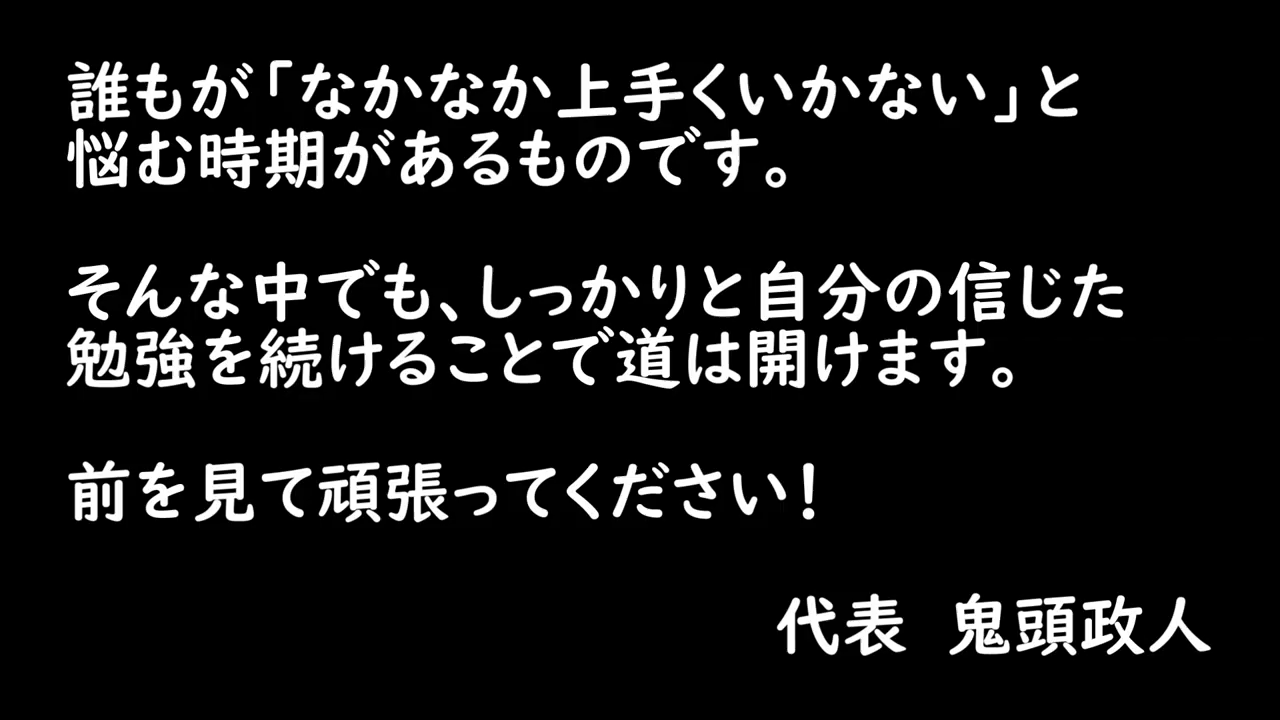 誰もが「なかなか上手くいかない」と
悩む時期があるものです。
そんな中でも、しっかりと自分の信じた
勉強を続けることで道は開けます。
前を見て頑張ってください！
代表　鬼頭政人